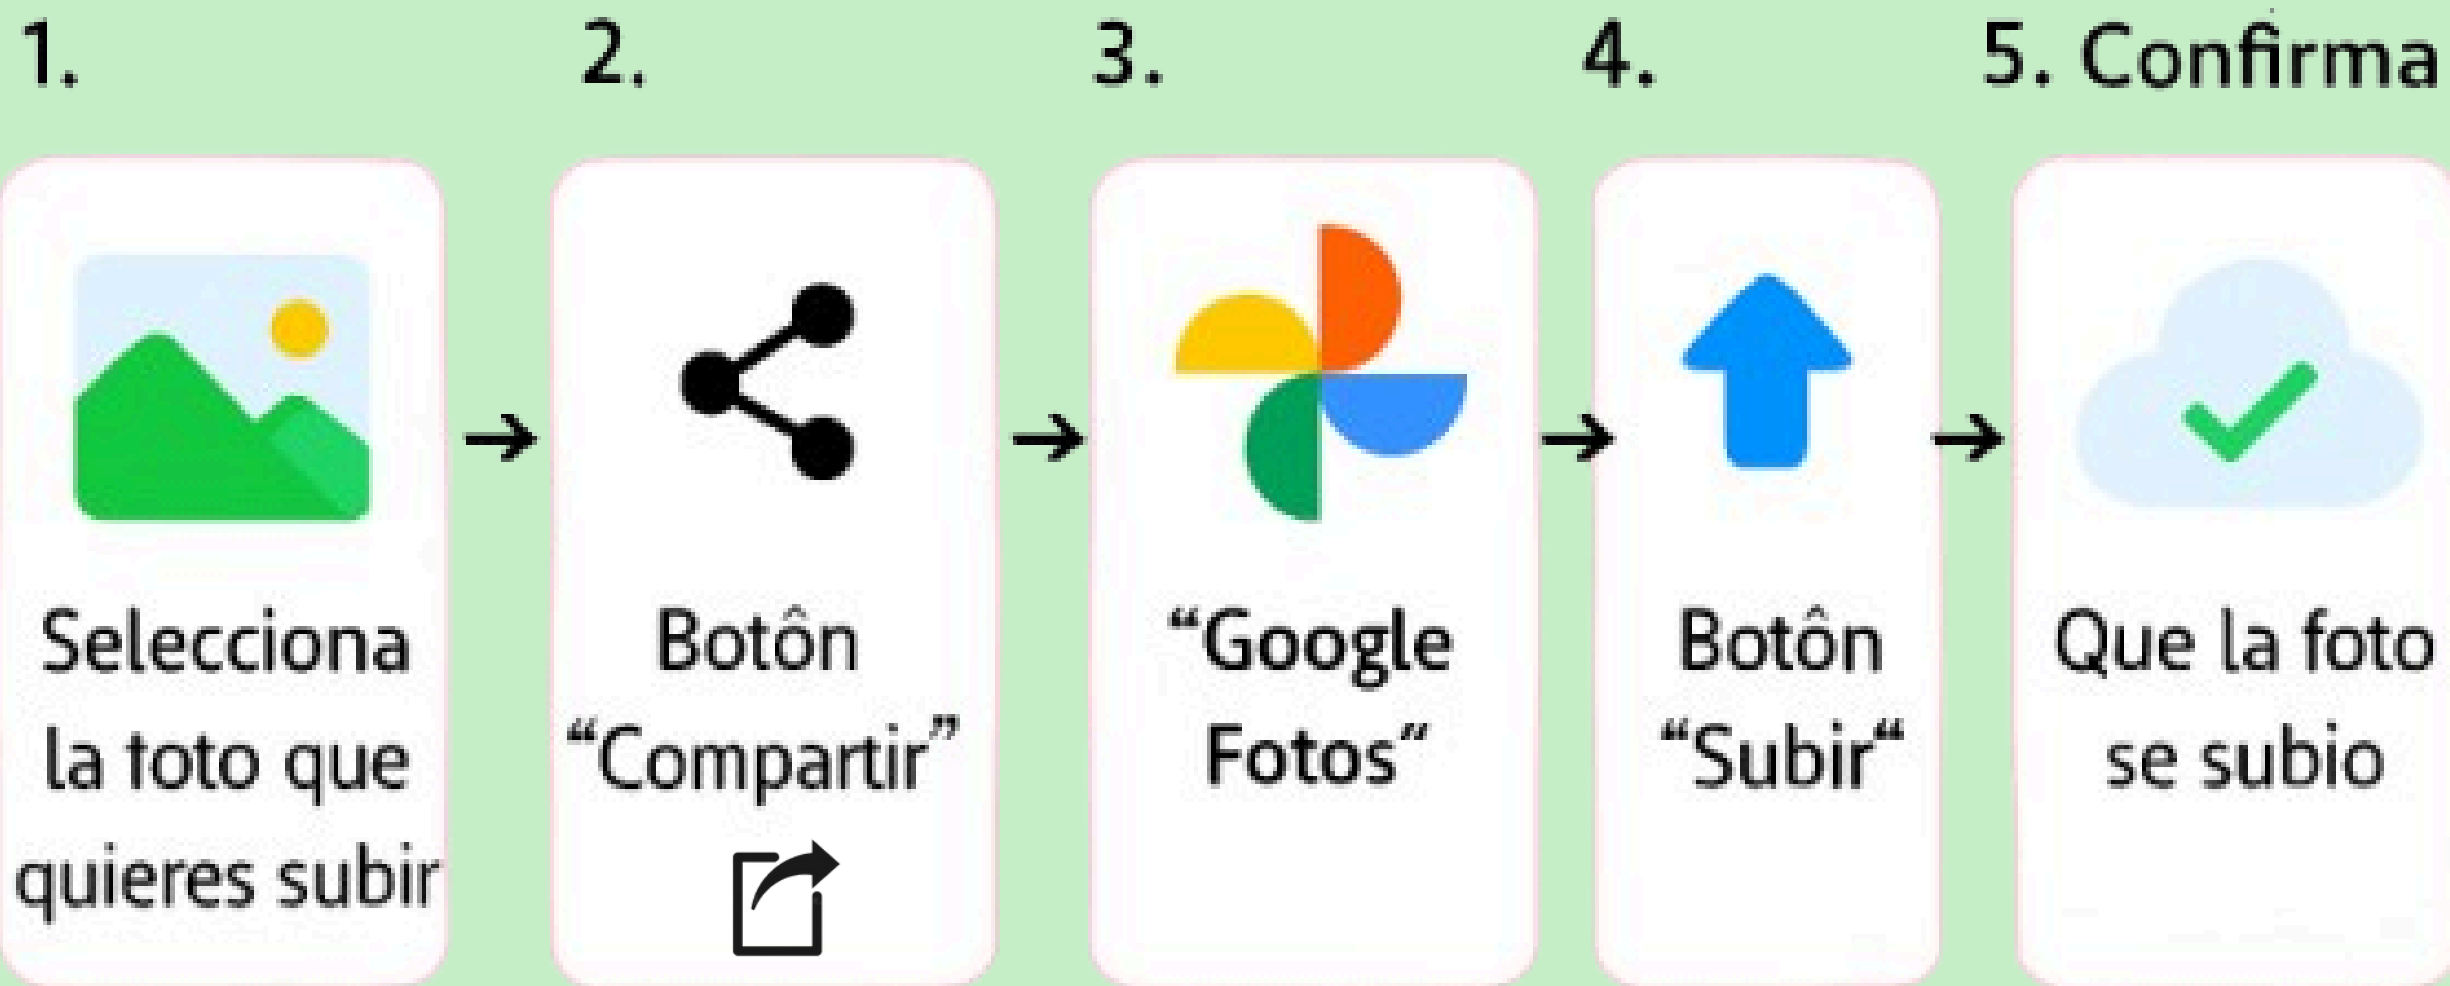 1.
2.
3.
4.
5. Confirma
Selecciona
la toto que
quieres subir
Botôn
“Compartir”
“Google
Fotos”
Botôn
“Subir“
Que la foto
se subio